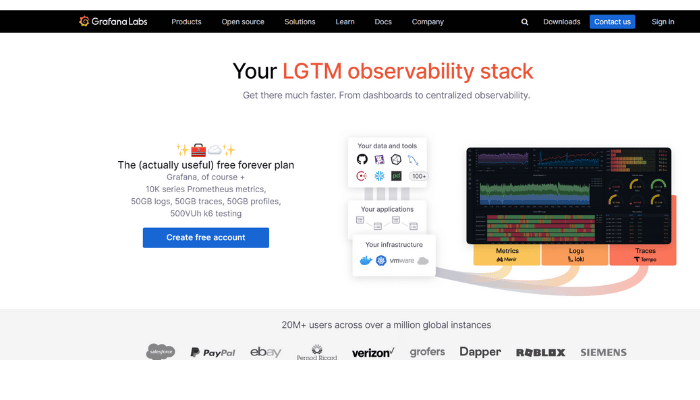 Grafana Labs
Products Open source Solutions Learn Docs Company
Downloads Contact us Sign in
Your LGTM observability stack
Get there much faster. From dashboards to centralized observability.
The (actually useful) free forever plan
Grafana, of course +
10K series Prometheus metrics,
50GB logs, 50GB traces, 50GB profiles,
500VUh k6 testing
Create free account
Your data and tools
100+
Your applications
Your infrastructure
vmware
Metrics Logs Traces
Mimir Loki Tempo
20M+ users across over a million global instances
salesforce PayPal ebay Pernod Ricard verizon✓ grofers Dapper ROBLOX SIEMENS